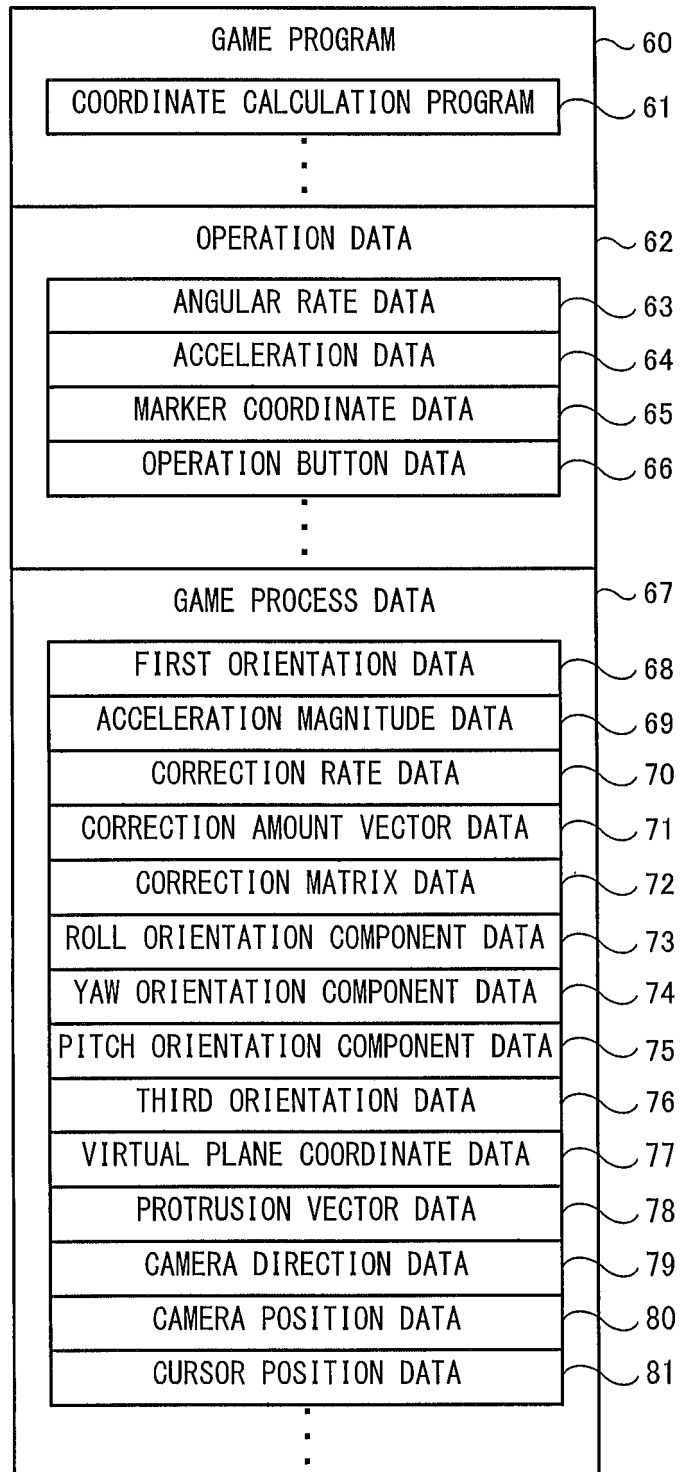 GAME PROGRAM 60
COORDINATE CALCULATION PROGRAM 61
OPERATION DATA 62
ANGULAR RATE DATA 63
ACCELERATION DATA 64
MARKER COORDINATE DATA 65
OPERATION BUTTON DATA 66
GAME PROCESS DATA 67
FIRST ORIENTATION DATA 68
ACCELERATION MAGNITUDE DATA 69
CORRECTION RATE DATA 70
CORRECTION AMOUNT VECTOR DATA 71
CORRECTION MATRIX DATA 72
ROLL ORIENTATION COMPONENT DATA 73
YAW ORIENTATION COMPONENT DATA 74
PITCH ORIENTATION COMPONENT DATA 75
THIRD ORIENTATION DATA 76
VIRTUAL PLANE COORDINATE DATA 77
PROTRUSION VECTOR DATA 78
CAMERA DIRECTION DATA 79
CAMERA POSITION DATA 80
CURSOR POSITION DATA 81